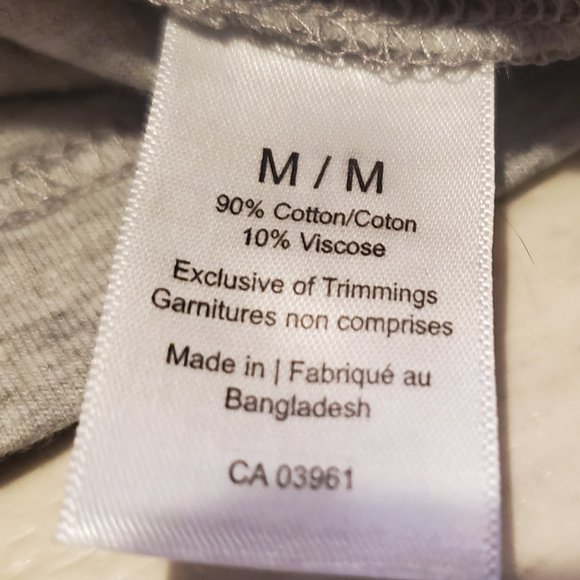 M / M
90% Cotton/Coton
10% Viscose
Exclusive of Trimmings
Garnitures non comprises
Made in | Fabriqué au
Bangladesh
CA 03961